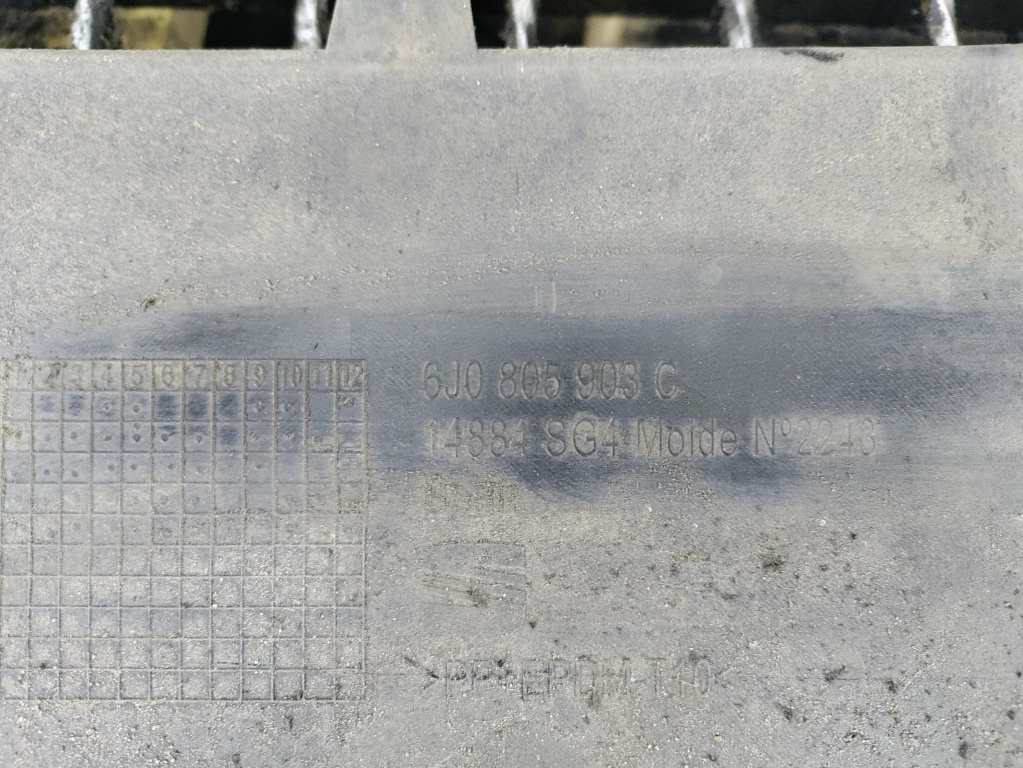 1 2 3 4 5 6 7 8 9 10 11 12
6J0 805 903 C
14884 SG4 Molde Nº2248
>PP+EPDM-T10<